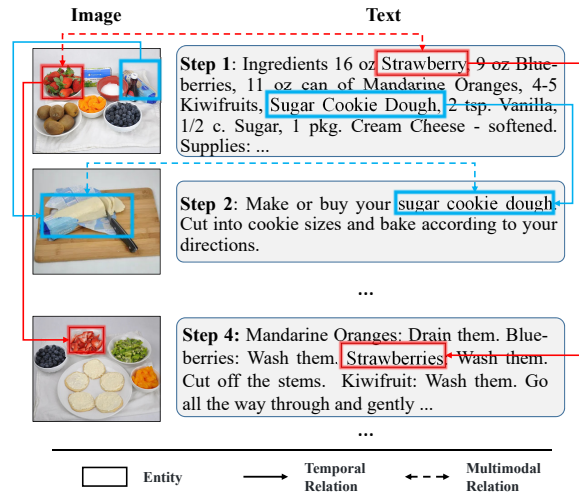 Image
Text
Step 1: Ingredients 16 oz Strawberry, 9 oz Blue-
berries, 11 oz can of Mandarine Oranges, 4-5
Kiwifruits, Sugar Cookie Dough, 2 tsp. Vanilla,
1/2 c. Sugar, 1 pkg. Cream Cheese - softened.
Supplies: ...
Step 2: Make or buy your sugar cookie dough.
Cut into cookie sizes and bake according to your
directions.
...
Step 4: Mandarine Oranges: Drain them. Blue-
berries: Wash them. Strawberries: Wash them.
Cut off the stems. Kiwifruit: Wash them. Go
all the way through and gently ...
...
Entity
Temporal
Relation
Multimodal
Relation